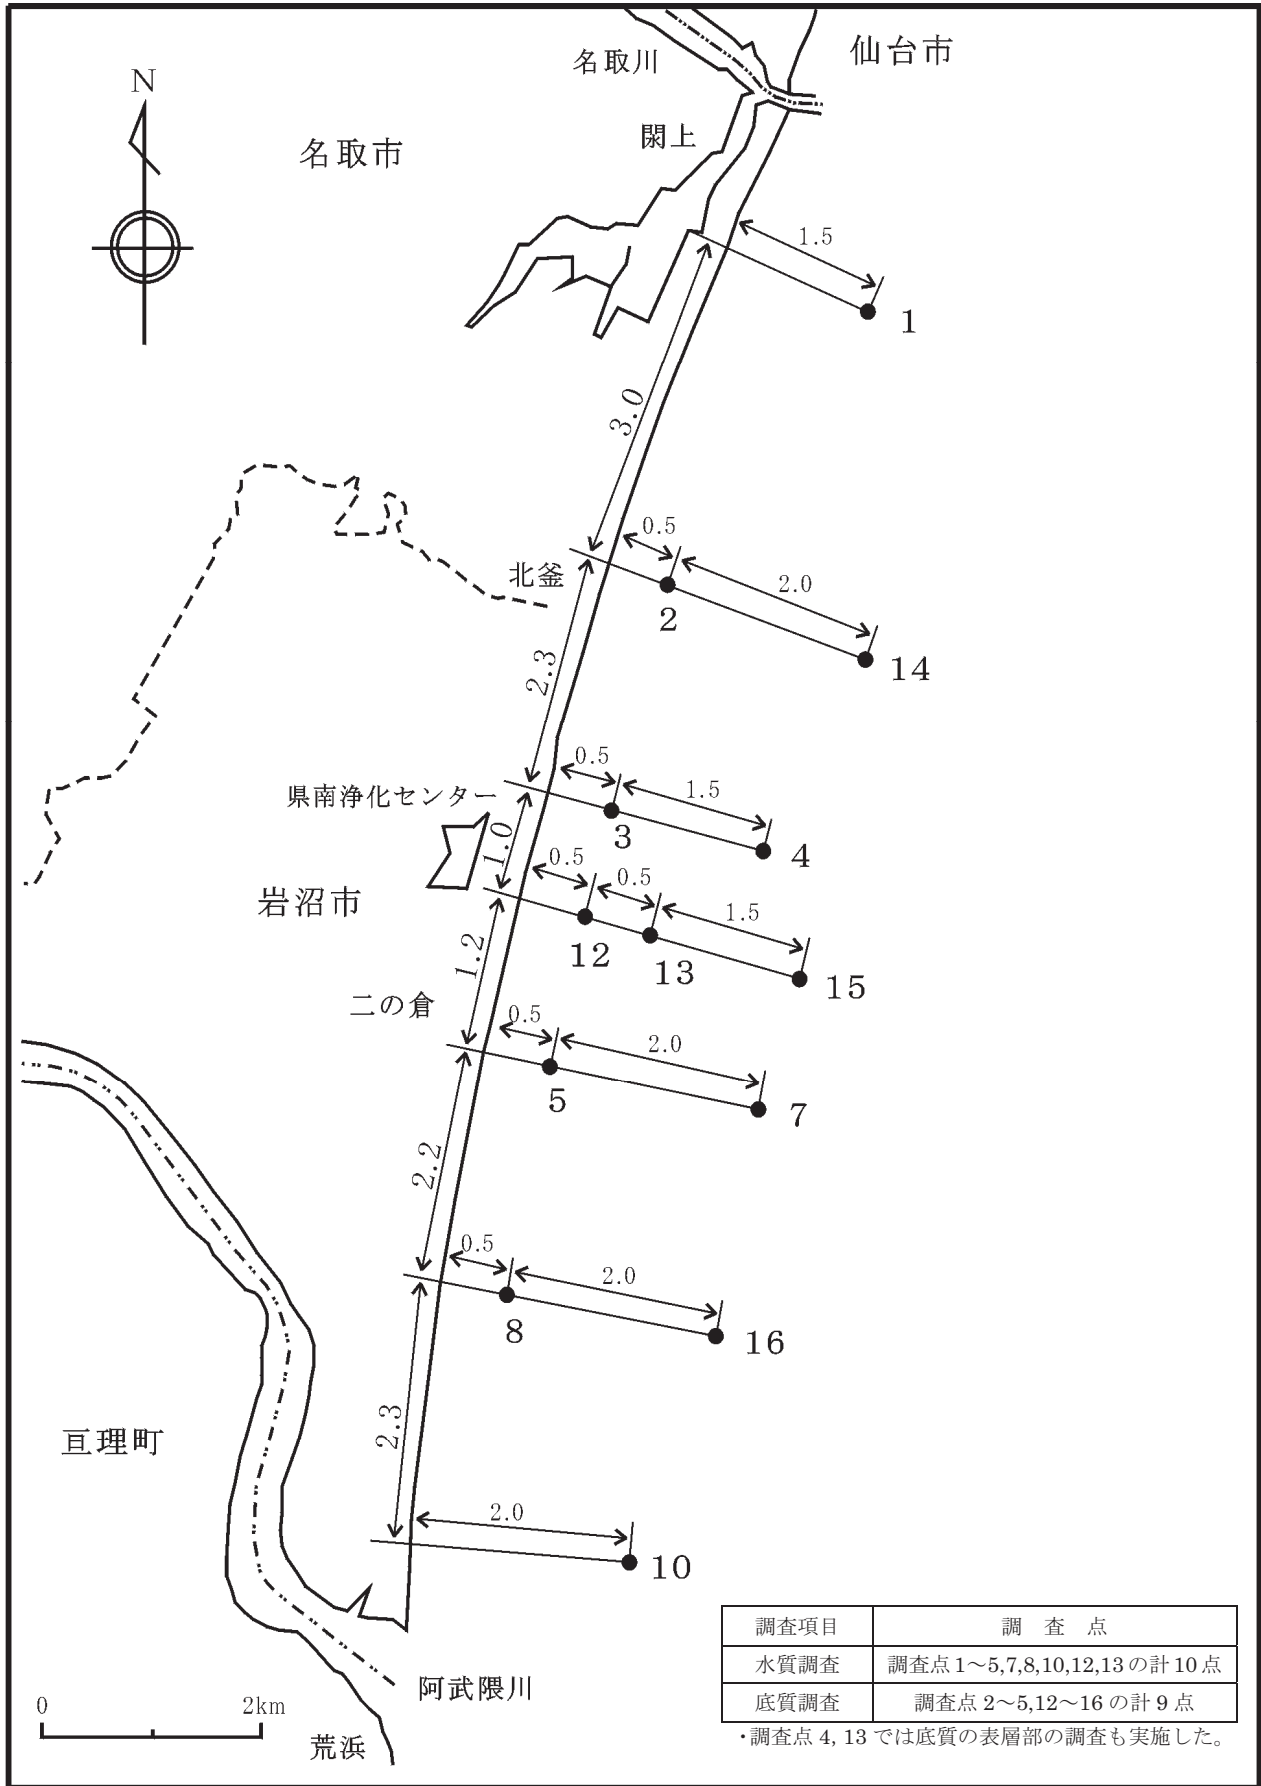 仙台市
名取川
N
閖上
名取市
1.5
1
3.0
0.5
北釜
2.0
2
14
2.3
0.5
1.5
県南浄化センター
3
4
1.0
0.5
0.5
1.5
岩沼市
12
13
15
1.2
二の倉
0.5
2.0
5
7
2.2
0.5
2.0
8
16
2.3
亘理町
2.0
10
調査項目 調 査 点
水質調査 調査点1～5,7,8,10,12,13の計10点
底質調査 調査点2～5,12～16の計9点
・調査点4, 13では底質の表層部の調査も実施した。
阿武隈川
0 2km
荒浜